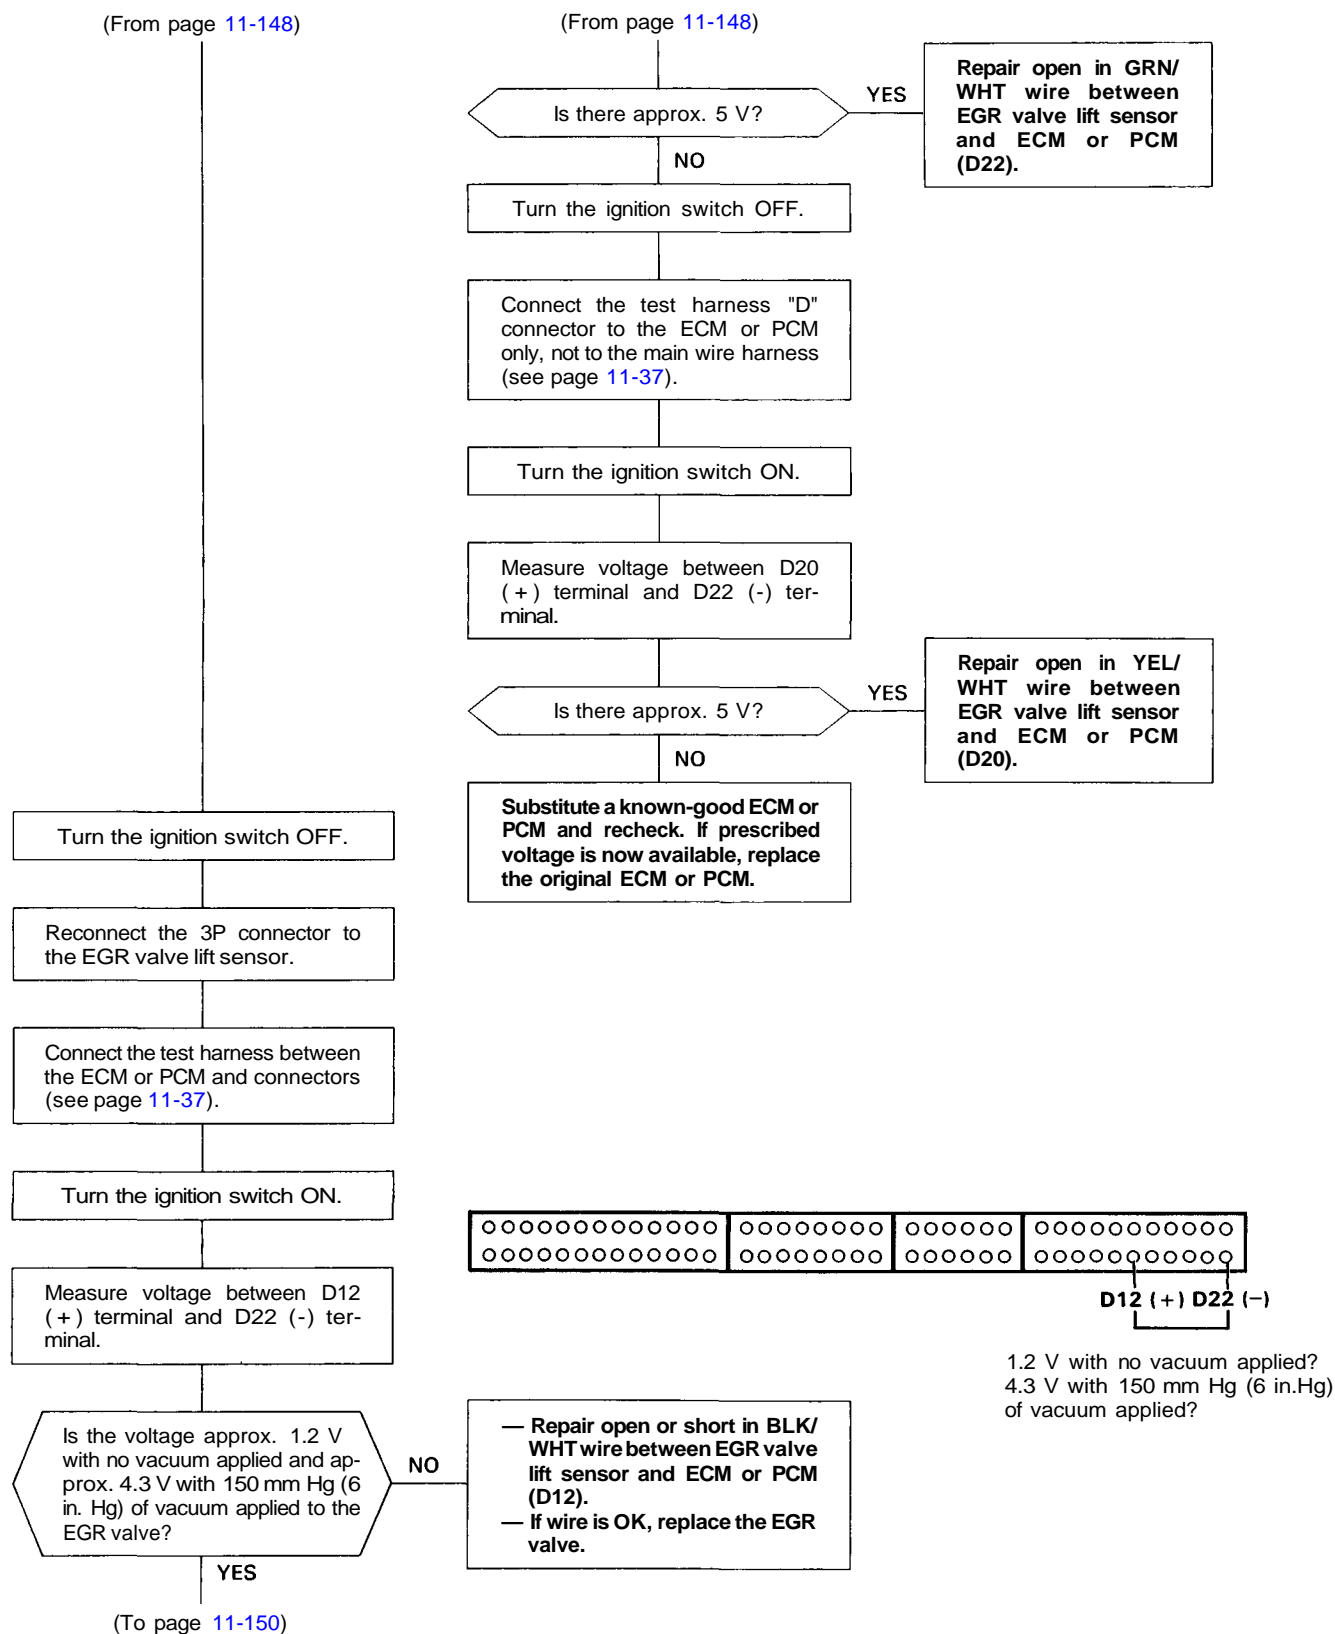 (From page 11-148)
(From page 11-148)
Is there approx. 5 V?
YES
Repair open in GRN/
WHT wire between
EGR valve lift sensor
and ECM or PCM
(D22).
NO
Turn the ignition switch OFF.
Connect the test harness "D"
connector to the ECM or PCM
only, not to the main wire harness
(see page 11-37).
Turn the ignition switch ON.
Measure voltage between D20
(+) terminal and D22 (-) ter-
minal.
Is there approx. 5 V?
YES
Repair open in YEL/
WHT wire between
EGR valve lift sensor
and ECM or PCM
(D20).
NO
Substitute a known-good ECM or
PCM and recheck. If prescribed
voltage is now available, replace
the original ECM or PCM.
Turn the ignition switch OFF.
Reconnect the 3P connector to
the EGR valve lift sensor.
Connect the test harness between
the ECM or PCM and connectors
(see page 11-37).
Turn the ignition switch ON.
Measure voltage between D12
(+) terminal and D22 (-) ter-
minal.
D12 (+) D22 (−)
1.2 V with no vacuum applied?
4.3 V with 150 mm Hg (6 in.Hg)
of vacuum applied?
Is the voltage approx. 1.2 V
with no vacuum applied and ap-
prox. 4.3 V with 150 mm Hg (6
in. Hg) of vacuum applied to the
EGR valve?
NO
— Repair open or short in BLK/
WHT wire between EGR valve
lift sensor and ECM or PCM
(D12).
— If wire is OK, replace the EGR
valve.
YES
(To page 11-150)